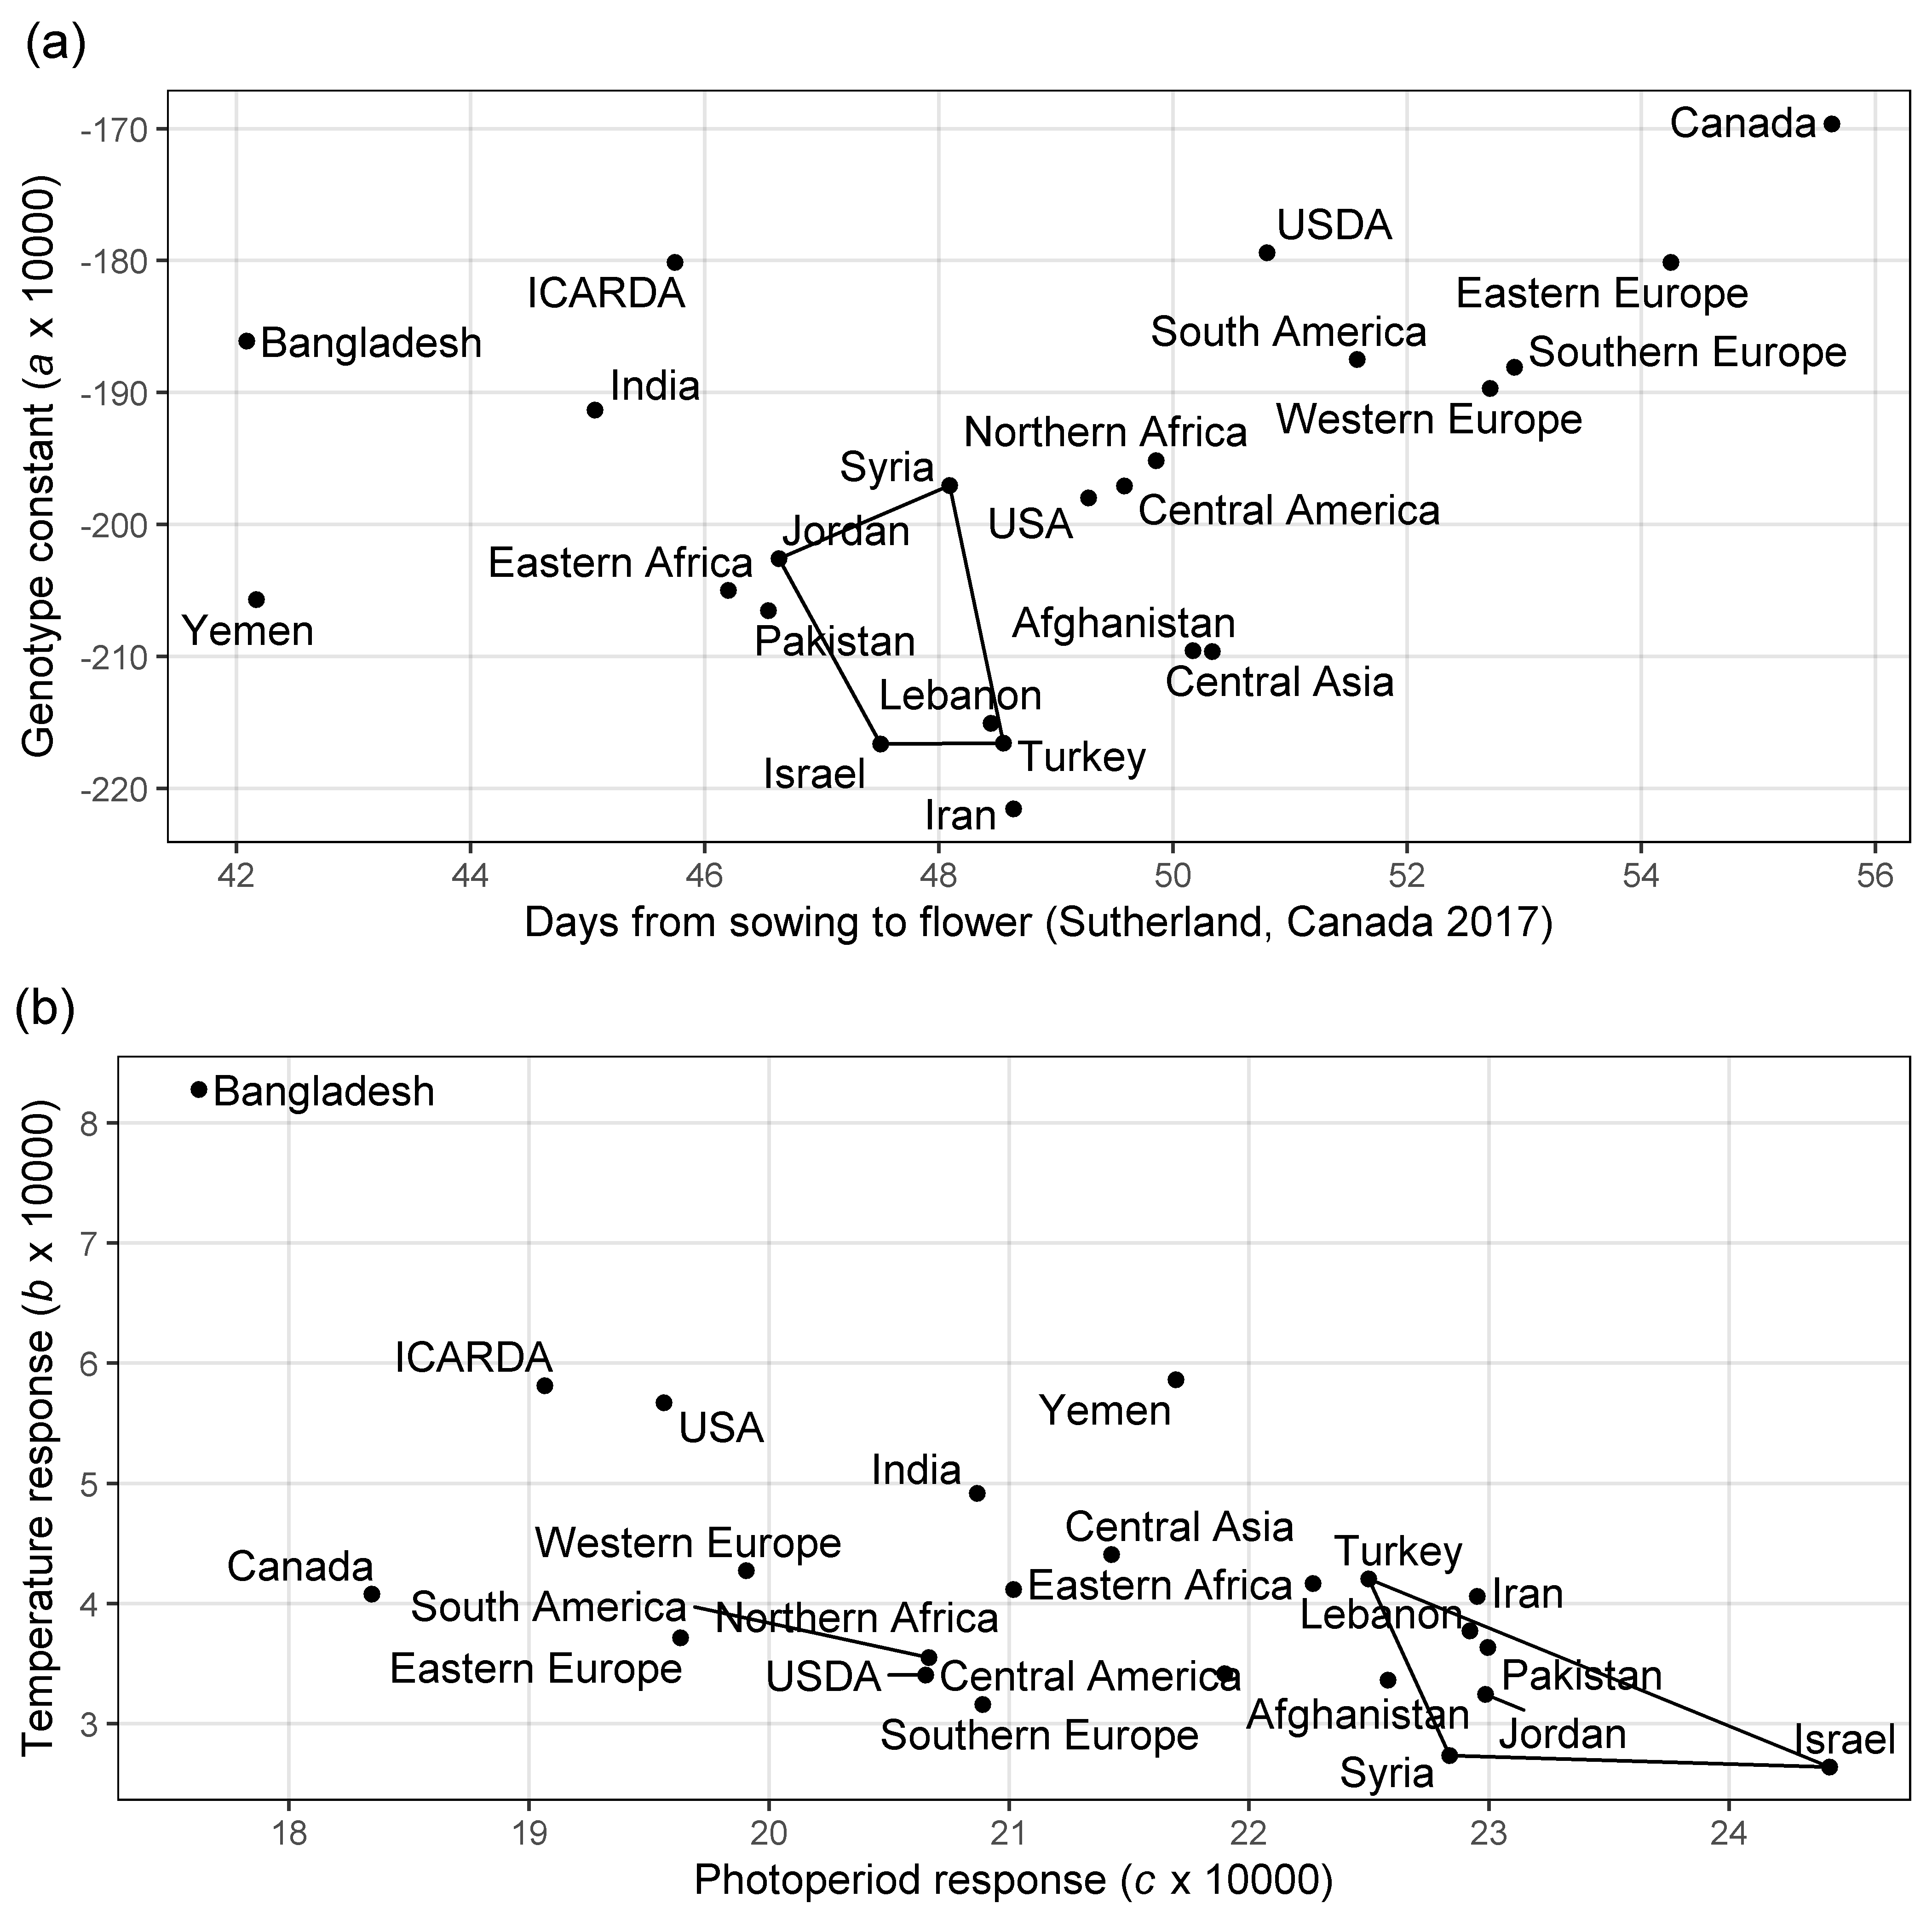 (a)
Genotype constant (a x 10000)
-170
-180
-190
-200
-210
-220
Canada
USDA
ICARDA
Eastern Europe
South America
Bangladesh
Southern Europe
India
Western Europe
Northern Africa
Syria
Central America
USA
Jordan
Eastern Africa
Afghanistan
Yemen
Pakistan
Central Asia
Lebanon
Turkey
Israel
Iran
42 44 46 48 50 52 54 56
Days from sowing to flower (Sutherland, Canada 2017)
(b)
Temperature response (b x 10000)
8
7
6
5
4
3
Bangladesh
ICARDA
Yemen
USA
India
Central Asia
Western Europe
Turkey
Canada
Eastern Africa
Iran
South America
Lebanon
Northern Africa
Eastern Europe
USDA
Central America
Pakistan
Afghanistan
Southern Europe
Jordan
Israel
Syria
18 19 20 21 22 23 24
Photoperiod response (c x 10000)